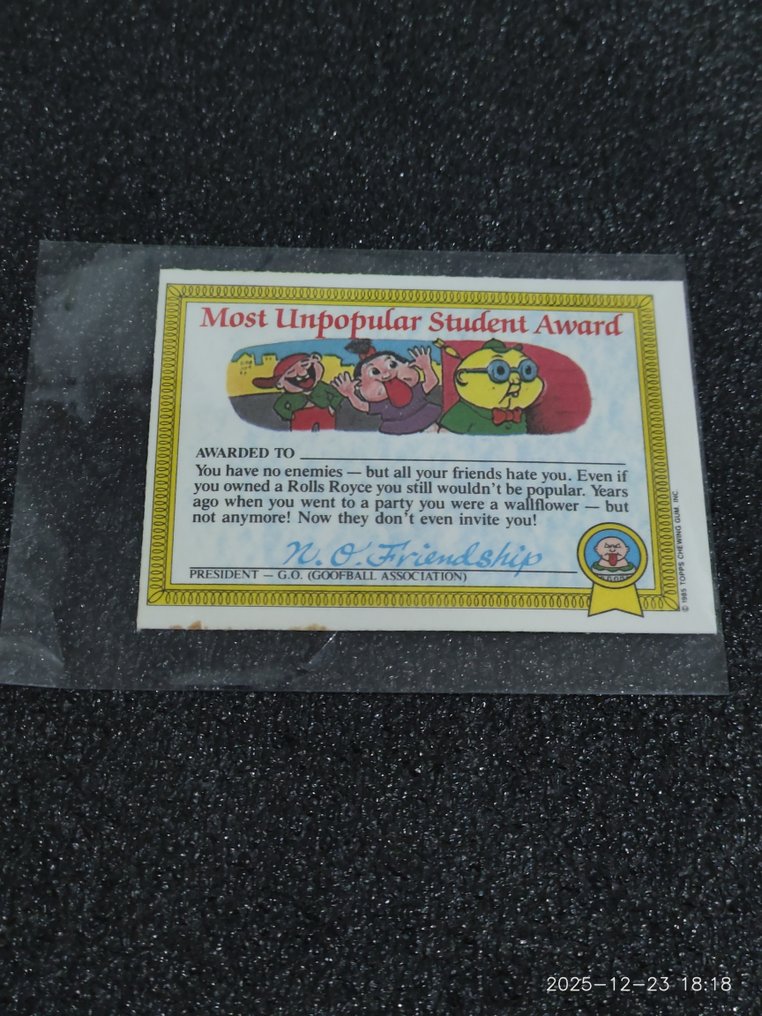 Most Unpopular Student Award
AWARDED TO
You have no enemies — but all your friends hate you. Even if
you owned a Rolls Royce you still wouldn't be popular. Years
ago when you went to a party you were a wallflower — but
not anymore! Now they don't even invite you!
N. O. Friendship
PRESIDENT — G.O. (GOOFBALL ASSOCIATION)
© 1985 TOPPS CHEWING GUM, INC.
2025-12-23 18:18